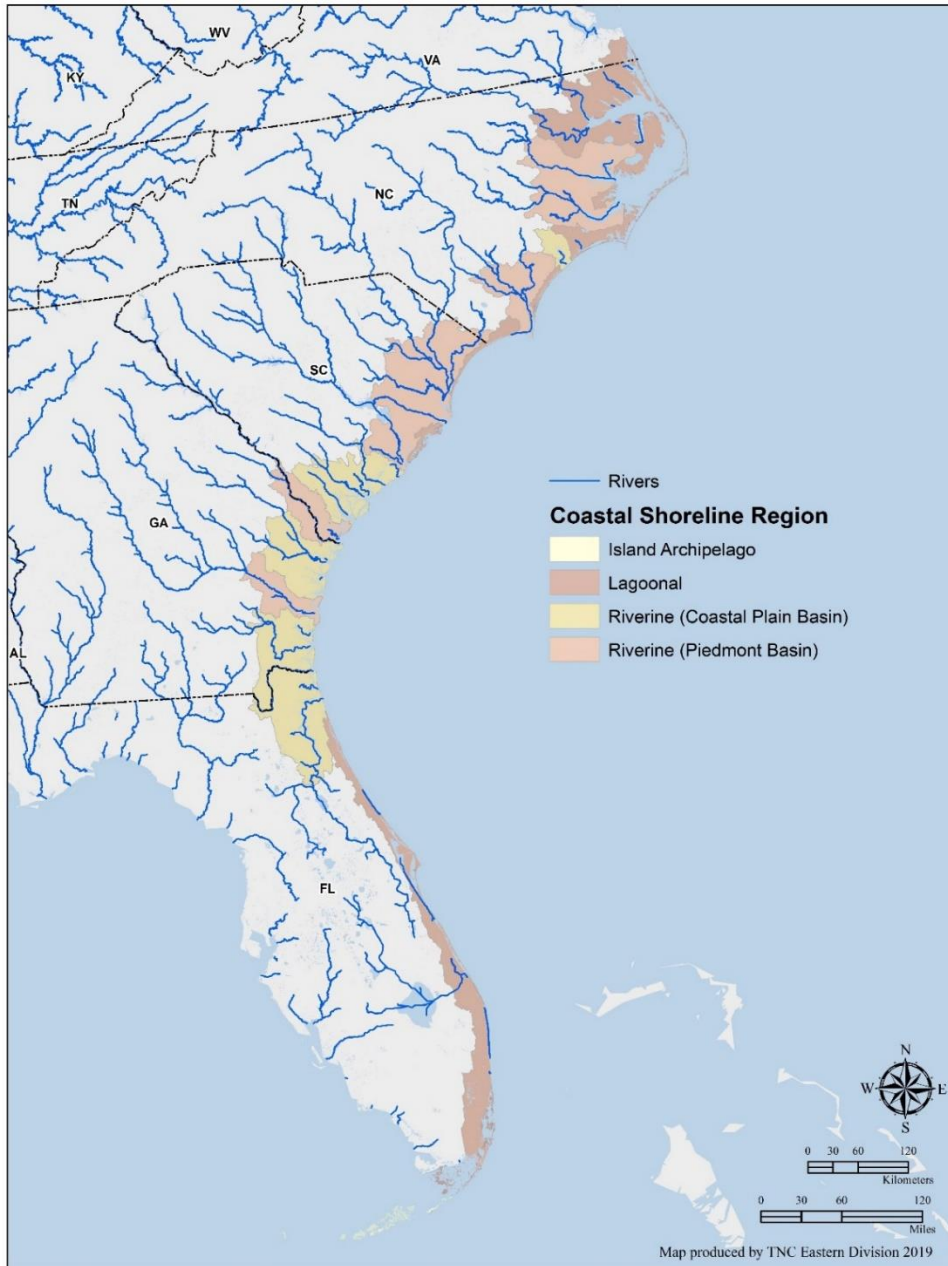 WV
VA
KY
TN
NC
SC
GA
AL
FL
Rivers
Coastal Shoreline Region
Island Archipelago
Lagoonal
Riverine (Coastal Plain Basin)
Riverine (Piedmont Basin)
N
W E
S
0 30 60 120
Kilometers
0 30 60 120
Miles
Map produced by TNC Eastern Division 2019